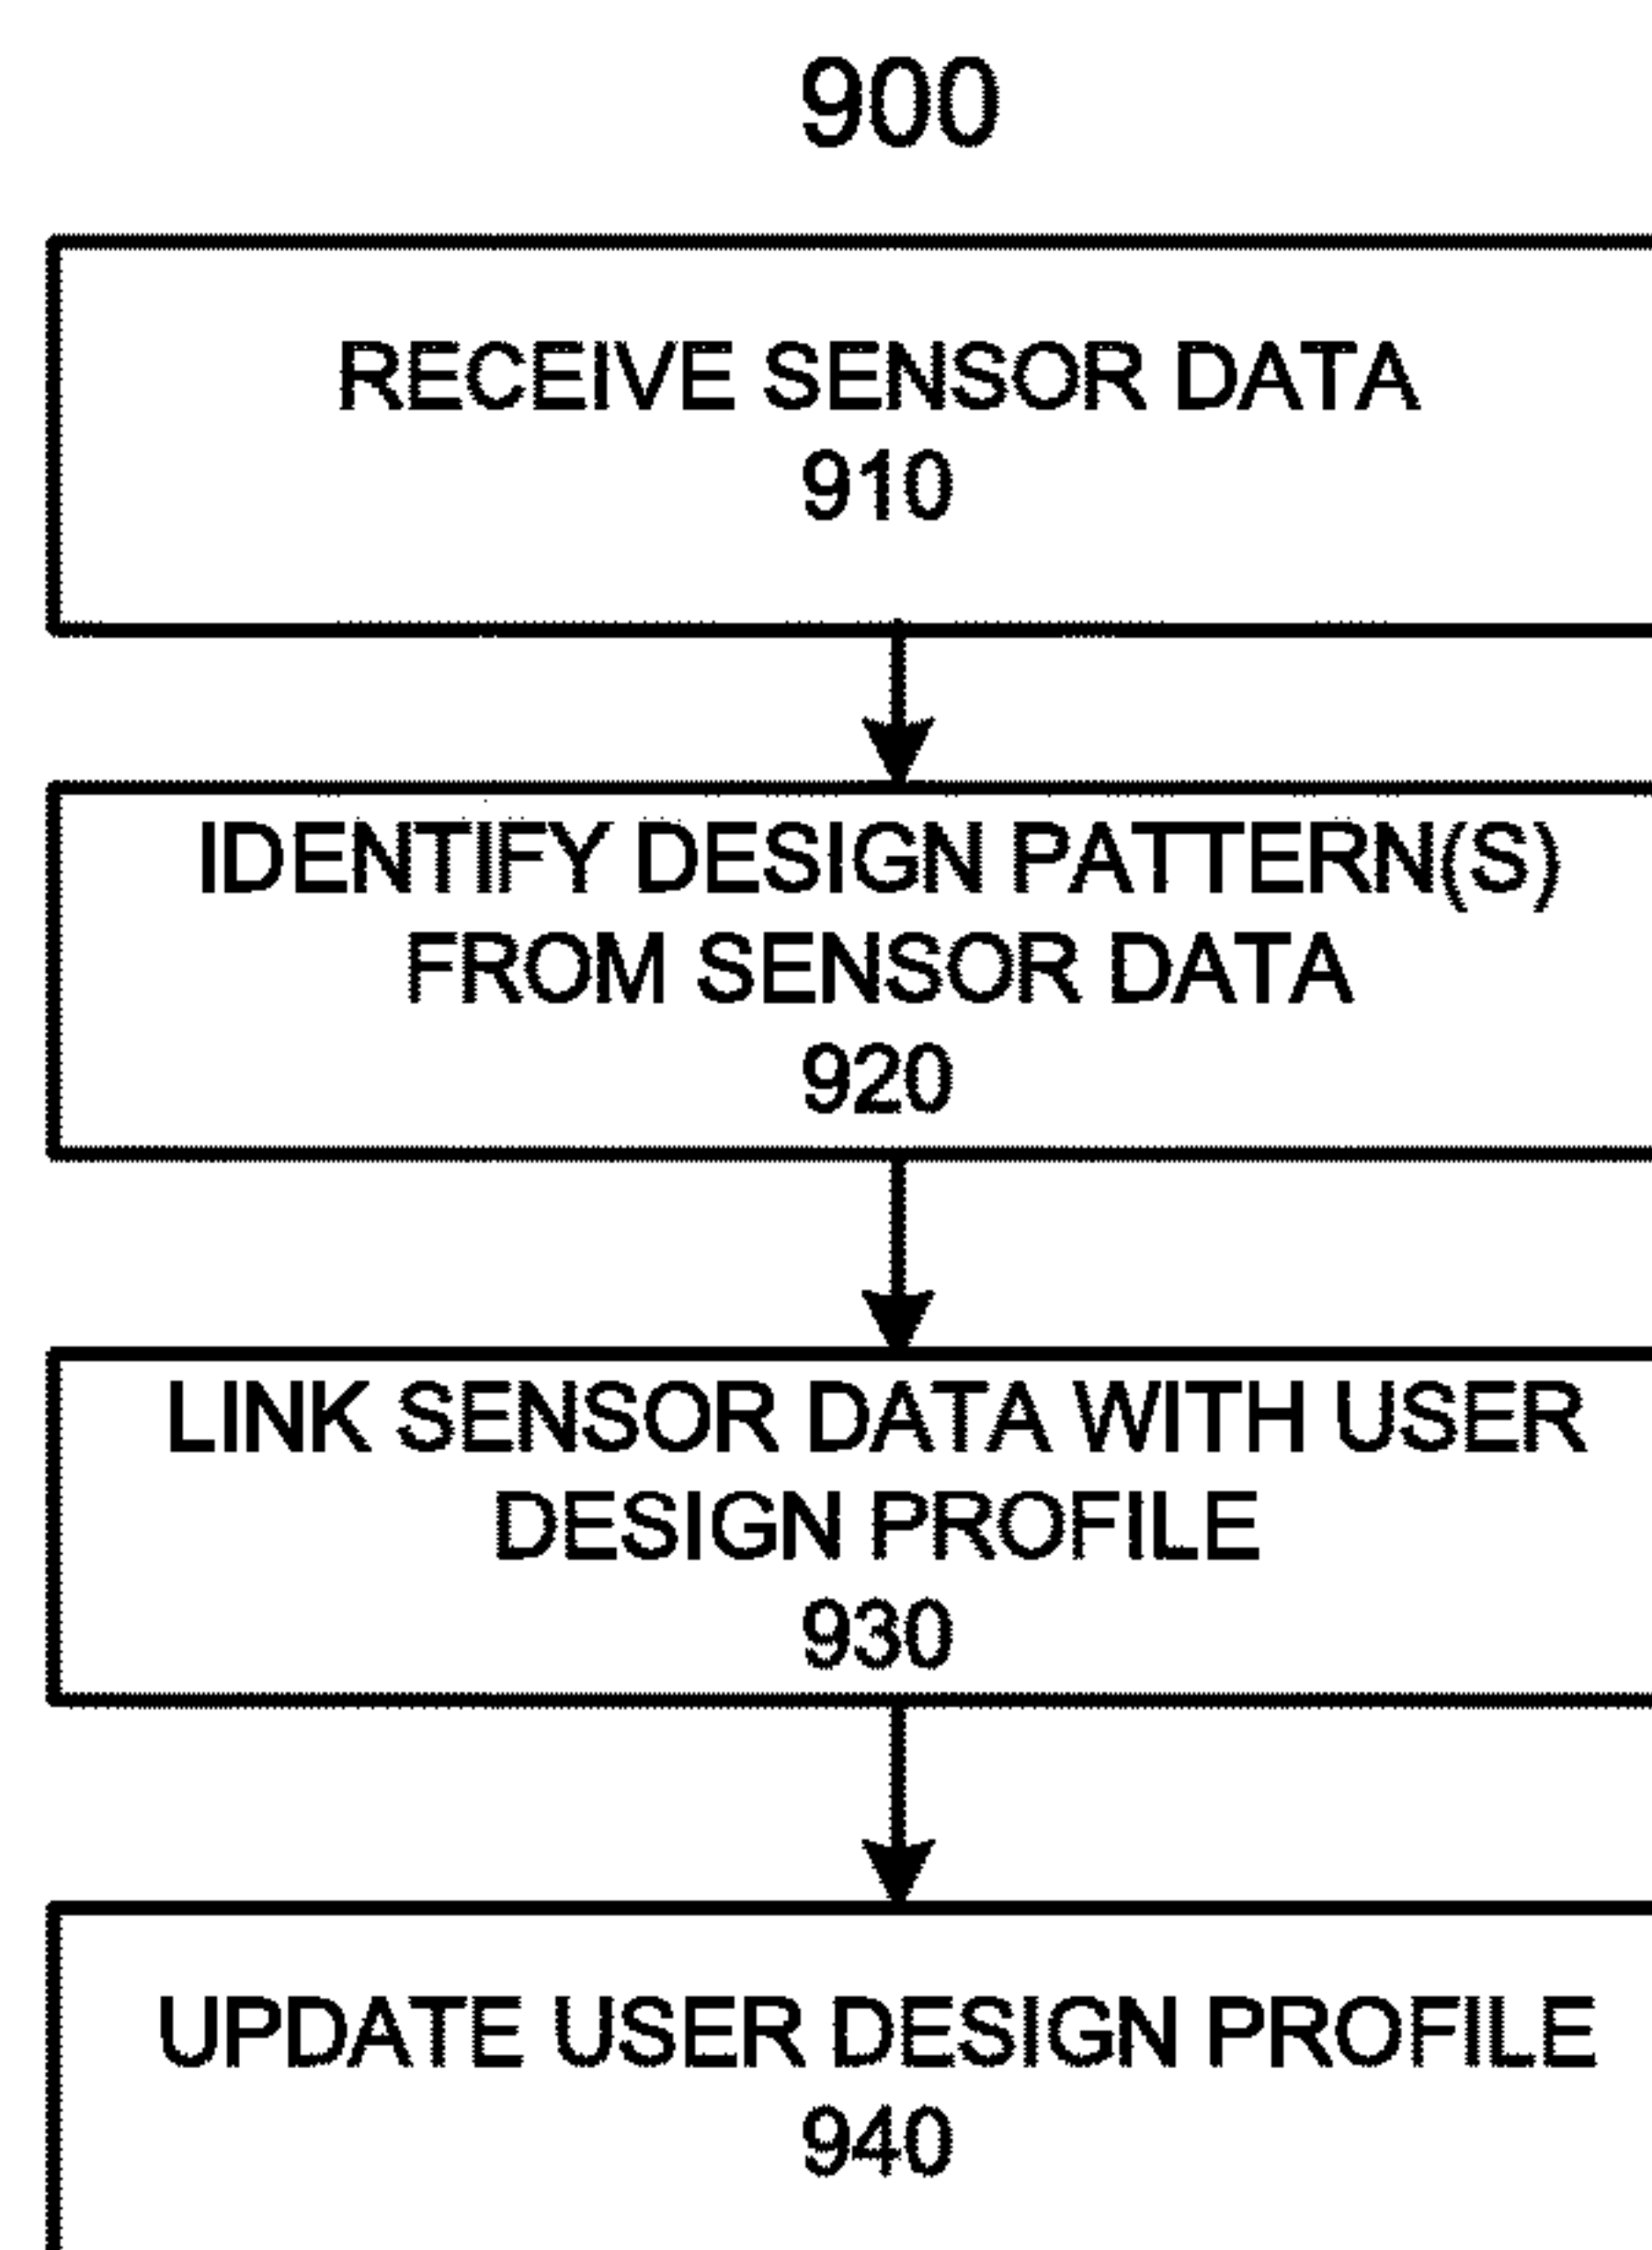 900
RECEIVE SENSOR DATA
910
IDENTIFY DESIGN PATTERN(S)
FROM SENSOR DATA
920
LINK SENSOR DATA WITH USER
DESIGN PROFILE
930
UPDATE USER DESIGN PROFILE
940